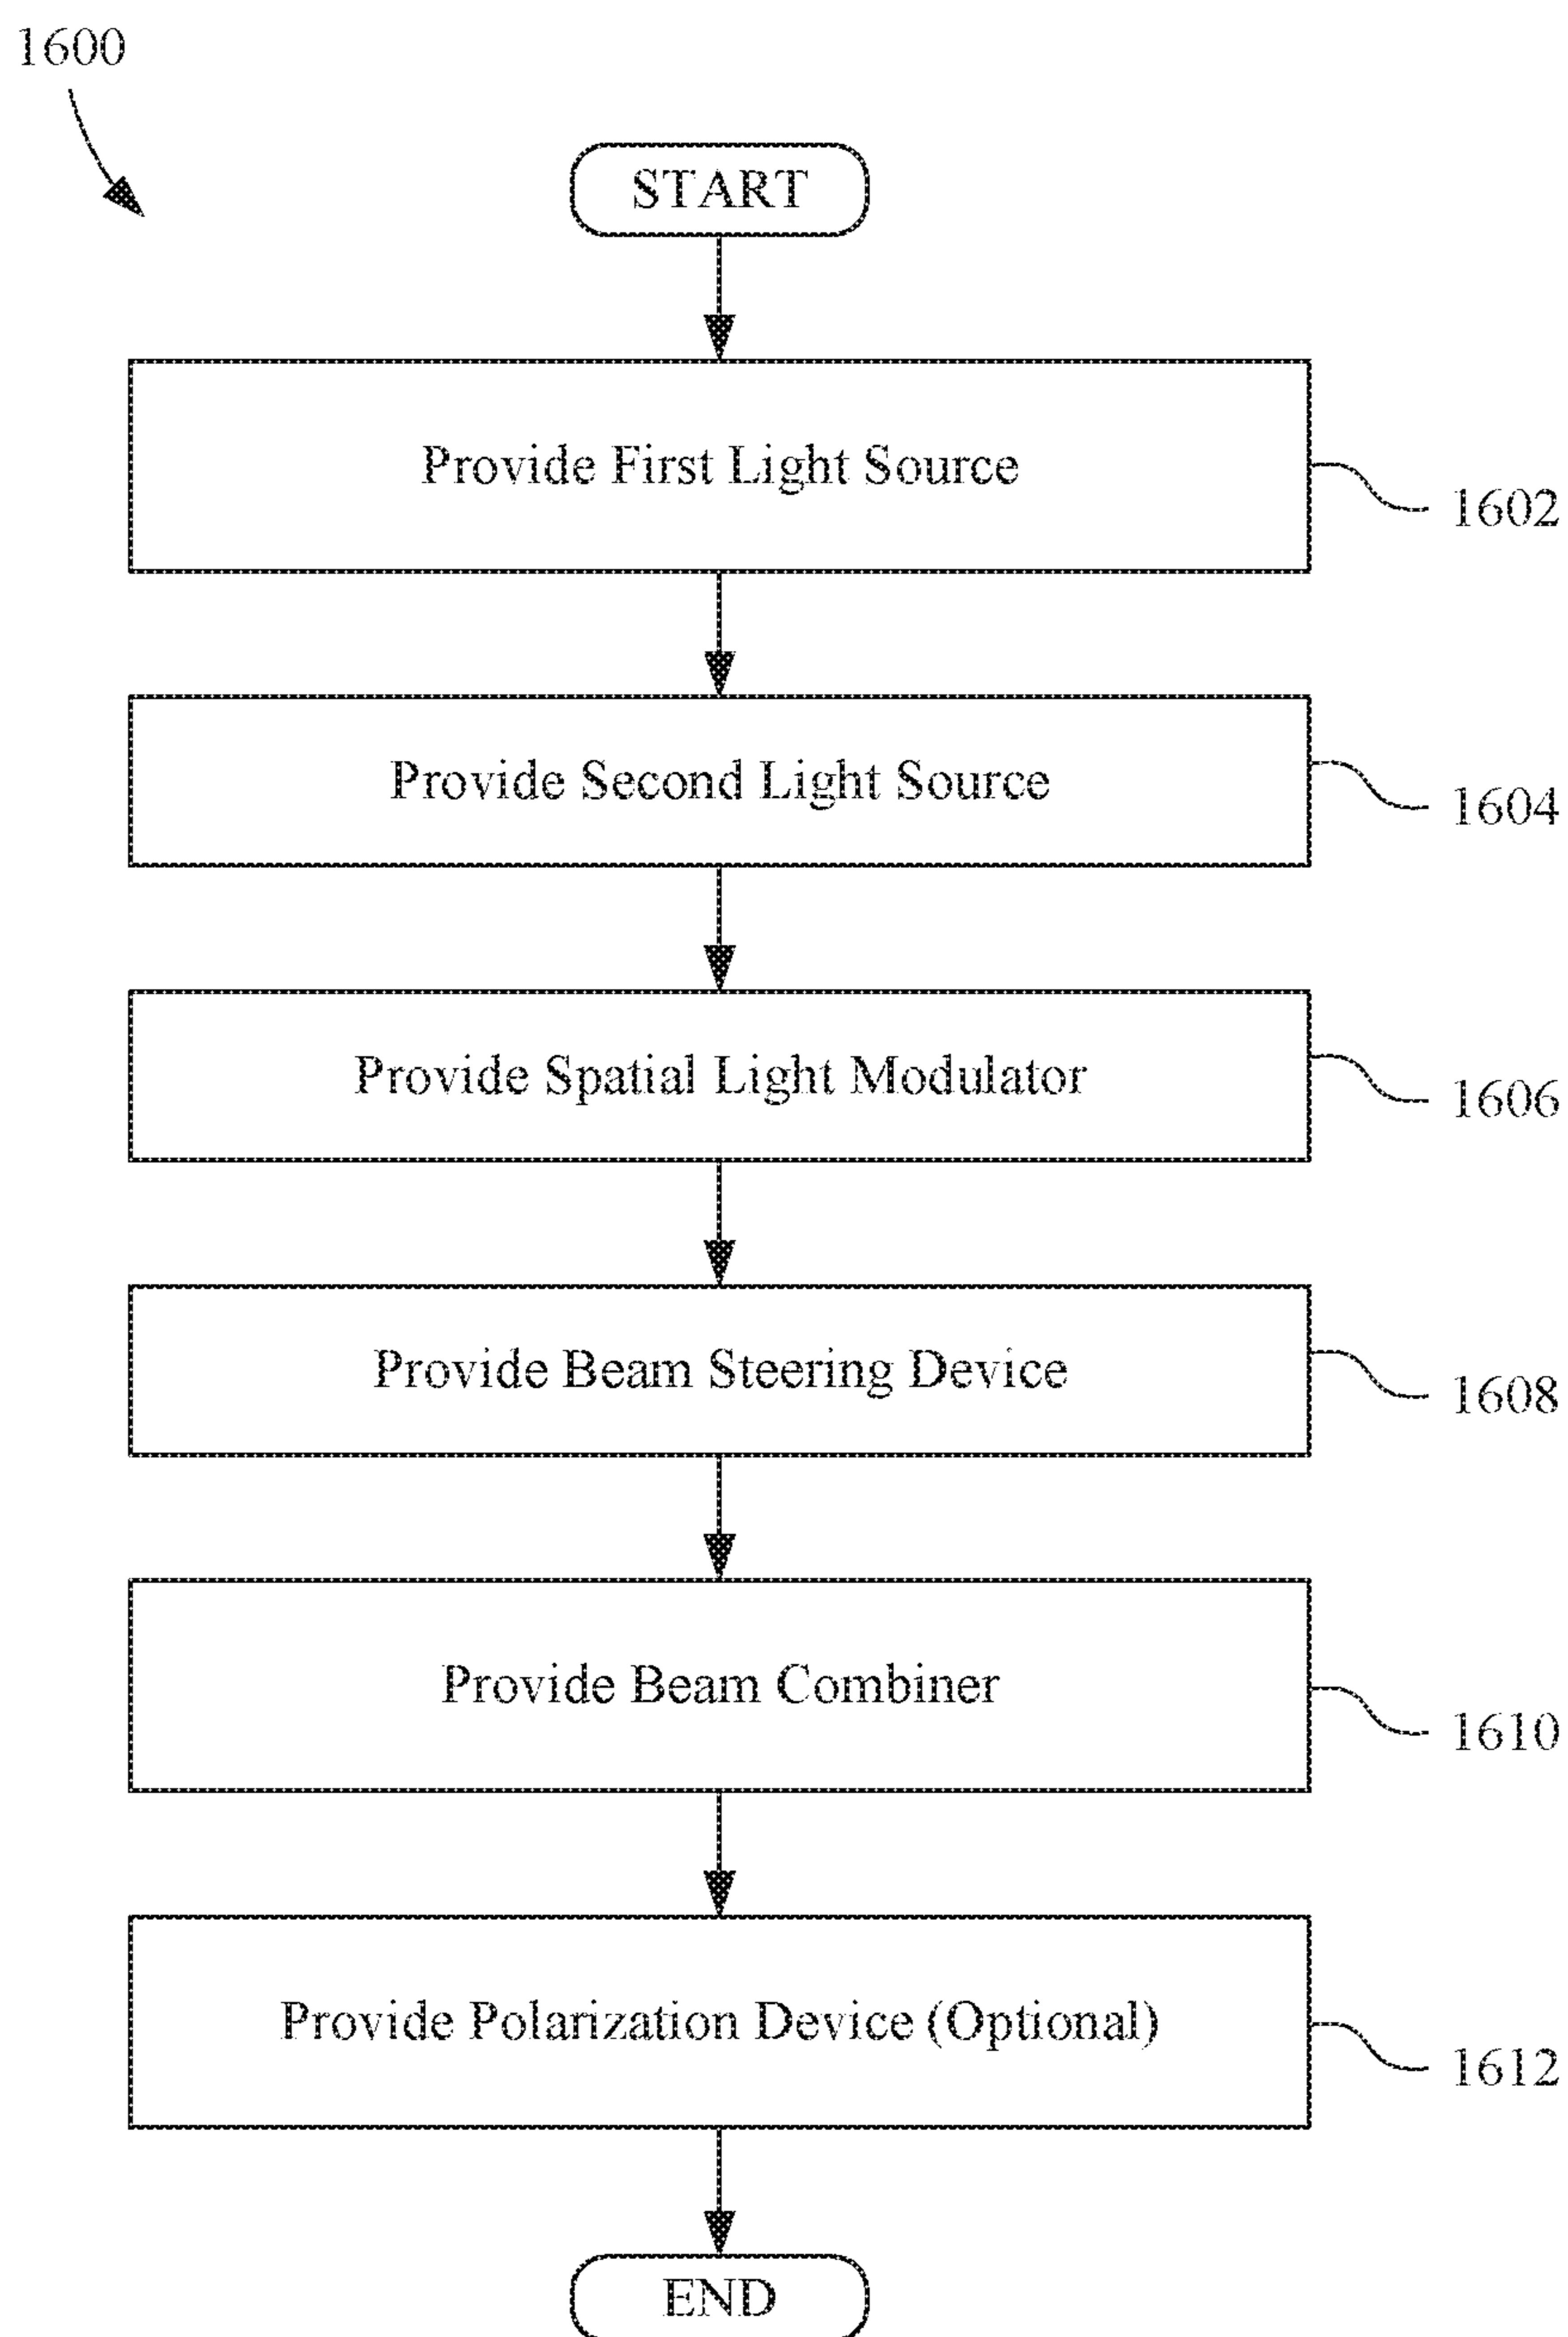 1600
START
Provide First Light Source
1602
Provide Second Light Source
1604
Provide Spatial Light Modulator
1606
Provide Beam Steering Device
1608
Provide Beam Combiner
1610
Provide Polarization Device (Optional)
1612
END